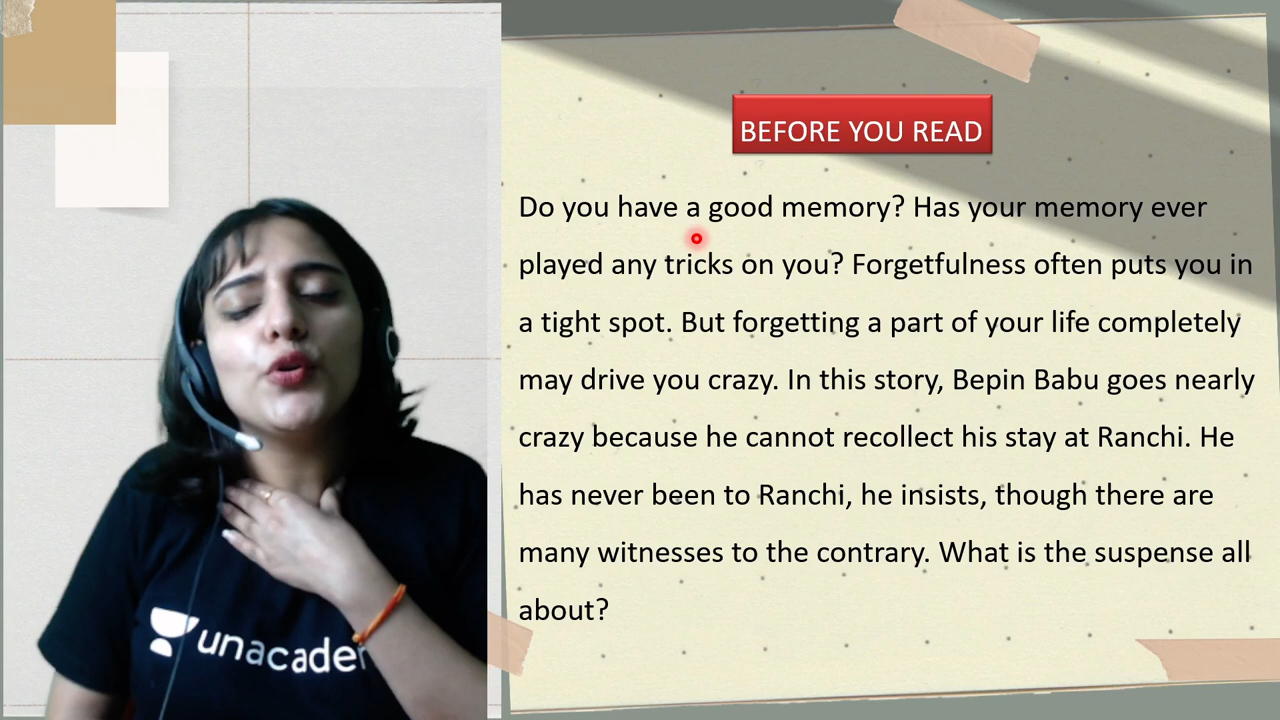 BEFORE YOU READ
Do you have a good memory? Has your memory ever
played any tricks on you? Forgetfulness often puts you in
a tight spot. But forgetting a part of your life completely
may drive you crazy. In this story, Bepin Babu goes nearly
crazy because he cannot recollect his stay at Ranchi. He
has never been to Ranchi, he insists, though there are
many witnesses to the contrary. What is the suspense all
about?
unacader